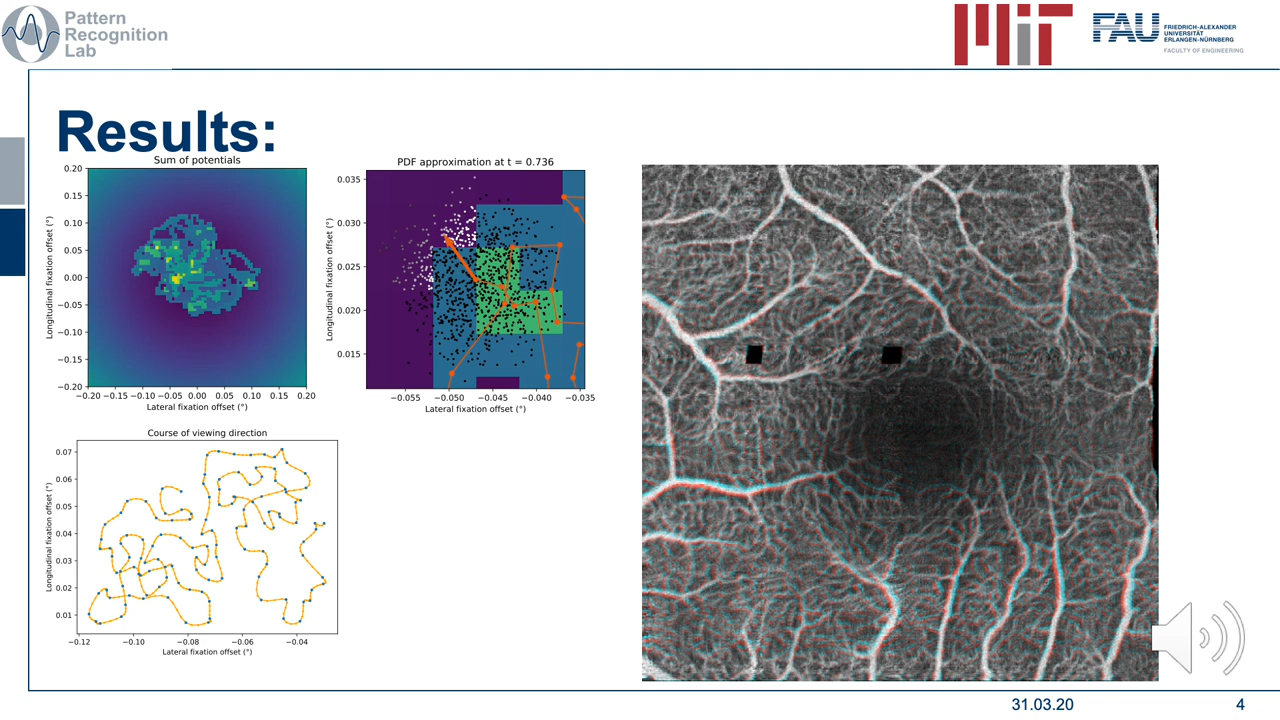 Pattern
Recognition
Lab
MIT
FAU
FRIEDRICH-ALEXANDER
UNIVERSITÄT
ERLANGEN-NÜRNBERG
FACULTY OF ENGINEERING
Results:
Sum of potentials
0.20
0.15
0.10
0.05
0.00
−0.05
−0.10
−0.15
−0.20
Longitudinal fixation offset (°)
−0.20 −0.15 −0.10 −0.05 0.00 0.05 0.10 0.15 0.20
Lateral fixation offset (°)
PDF approximation at t = 0.736
0.035
0.030
0.025
0.020
0.015
Longitudinal fixation offset (°)
−0.055 −0.050 −0.045 −0.040 −0.035
Lateral fixation offset (°)
Course of viewing direction
0.07
0.06
0.05
0.04
0.03
0.02
0.01
Longitudinal fixation offset (°)
−0.12 −0.10 −0.08 −0.06 −0.04
Lateral fixation offset (°)
31.03.20 4